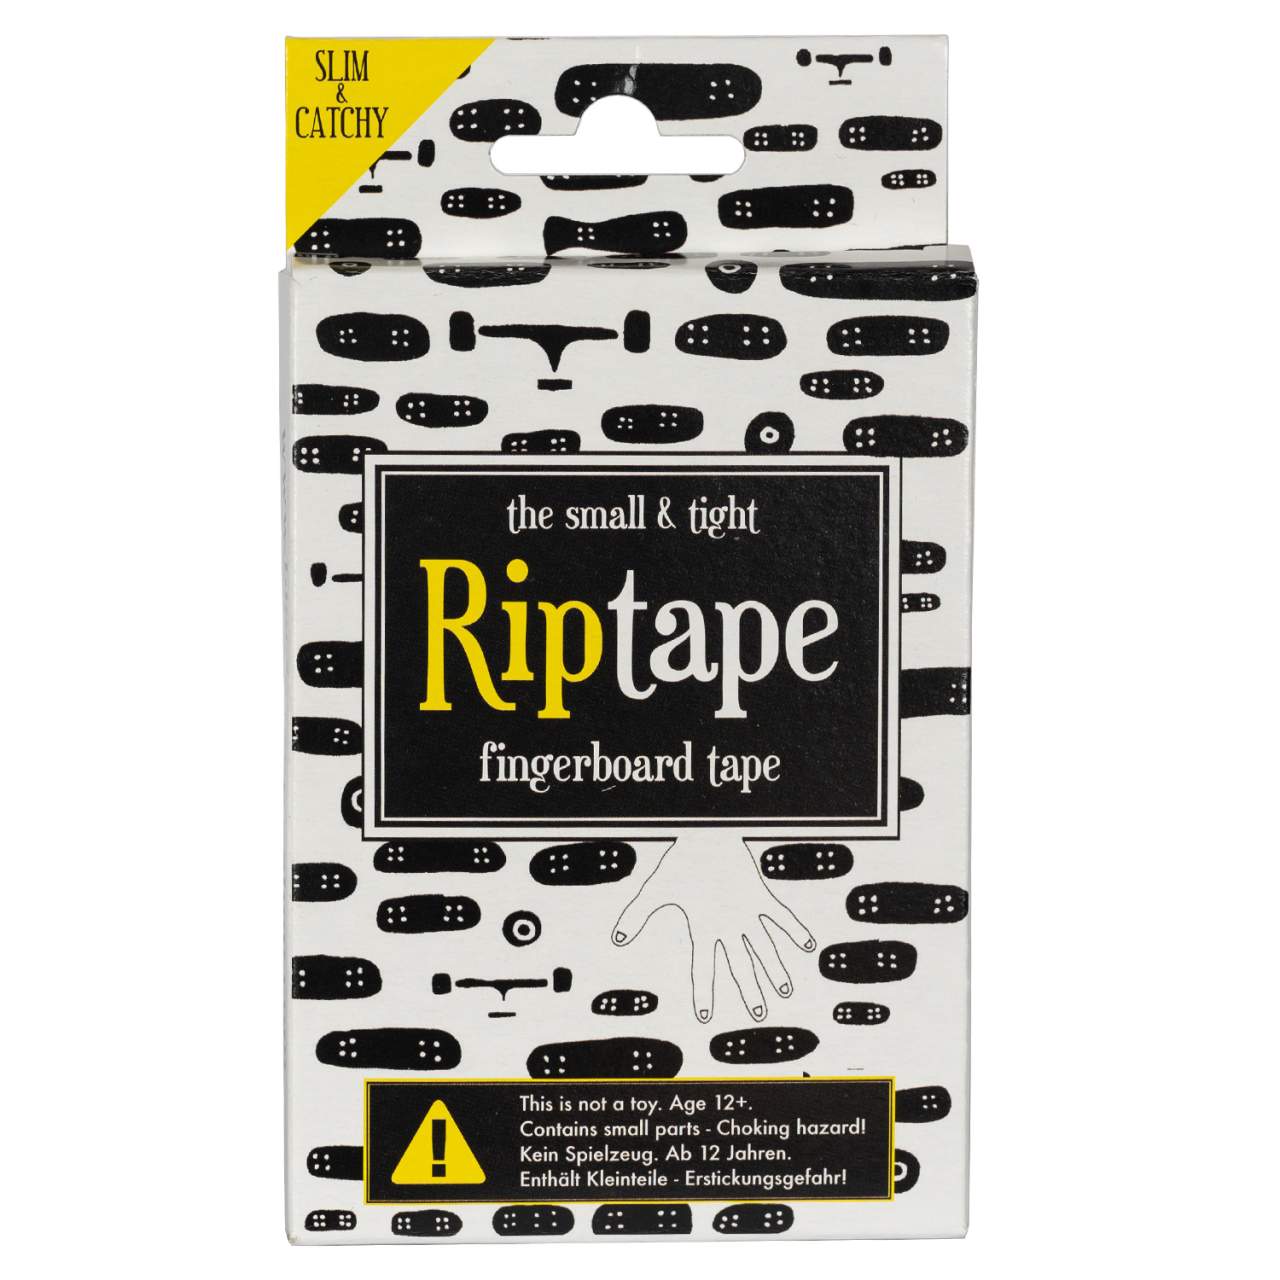 SLIM
&
CATCHY
the small & tight
Riptape
fingerboard tape
This is not a toy. Age 12+.
Contains small parts - Choking hazard!
Kein Spielzeug. Ab 12 Jahren.
Enthält Kleinteile - Erstickungsgefahr!